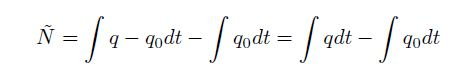 Ñ = ∫ q − q₀dt − ∫ q₀dt = ∫ qdt − ∫ q₀dt